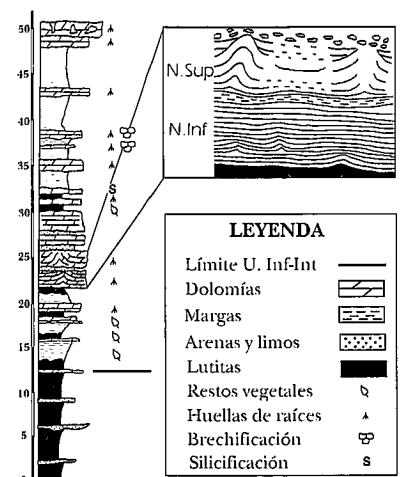 50
45
40
35
30
25
20
15
10
5
S
N.Sup
N.Inf
LEYENDA
Límite U. Inf-Int
Dolomías
Margas
Arenas y limos
Lutitas
Restos vegetales
Huellas de raíces
Brechificación
Silicificación S